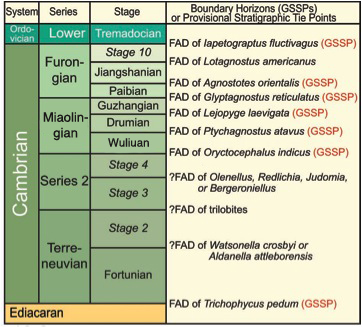 System Series Stage Boundary Horizons (GSSPs)
or Provisional Stratigraphic Tie Points
Ordo-
vician
Lower
Tremadocian
FAD of Iapetograptus fluctivagus (GSSP)
Cambrian
Furon-
gian
Stage 10
FAD of Lotagnostus americanus
Jiangshanian
FAD of Agnostotes orientalis (GSSP)
Paibian
FAD of Glyptagnostus reticulatus (GSSP)
Miaolin-
gian
Guzhangian
FAD of Lejopyge laevigata (GSSP)
Drumian
FAD of Ptychagnostus atavus (GSSP)
Wuliuan
FAD of Oryctocephalus indicus (GSSP)
Series 2
Stage 4
?FAD of Olenellus, Redlichia, Judomia,
or Bergeroniellus
Stage 3
?FAD of trilobites
Terre-
neuvian
Stage 2
?FAD of Watsonella crosbyi or
Aldanella attleborensis
Fortunian
FAD of Trichophycus pedum (GSSP)
Ediacaran